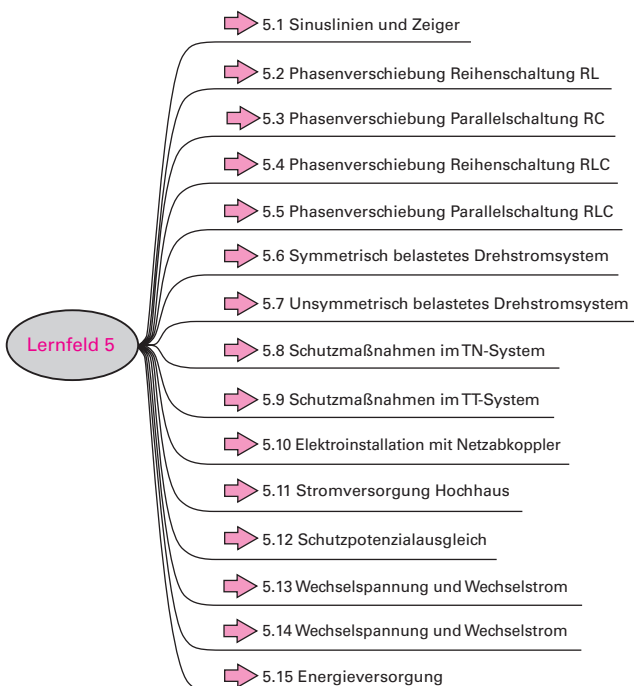 5.1 Sinuslinien und Zeiger
5.2 Phasenverschiebung Reihenschaltung RL
5.3 Phasenverschiebung Parallelschaltung RC
5.4 Phasenverschiebung Reihenschaltung RLC
5.5 Phasenverschiebung Parallelschaltung RLC
5.6 Symmetrisch belastetes Drehstromsystem
5.7 Unsymmetrisch belastetes Drehstromsystem
Lernfeld 5
5.8 Schutzmaßnahmen im TN-System
5.9 Schutzmaßnahmen im TT-System
5.10 Elektroinstallation mit Netzabkoppler
5.11 Stromversorgung Hochhaus
5.12 Schutzpotenzialausgleich
5.13 Wechselspannung und Wechselstrom
5.14 Wechselspannung und Wechselstrom
5.15 Energieversorgung